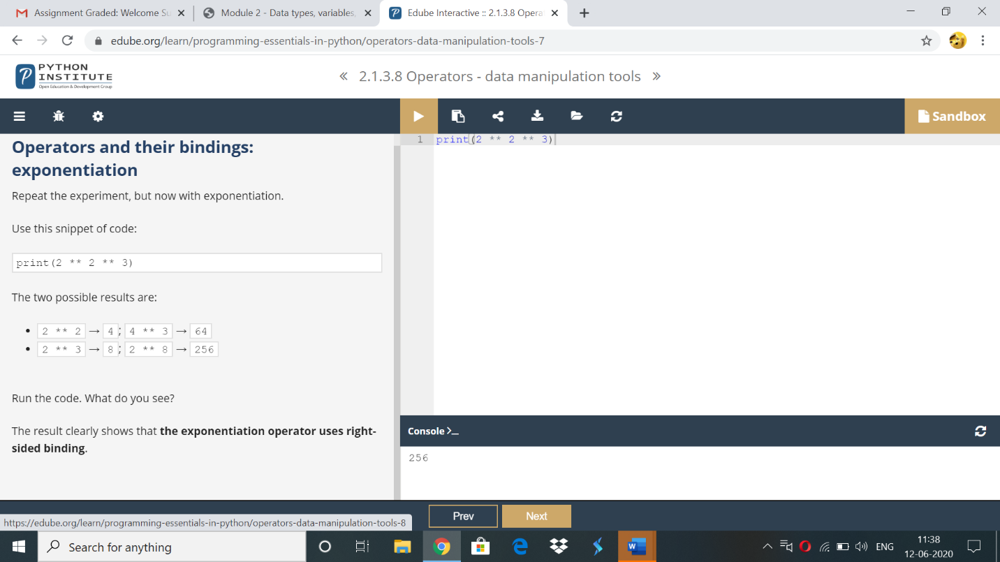 Assignment Graded: Welcome Su
Module 2 - Data types, variables,
Edube Interactive :: 2.1.3.8 Opera
edube.org/learn/programming-essentials-in-python/operators-data-manipulation-tools-7
PYTHON
INSTITUTE
Open Education & Development Group
« 2.1.3.8 Operators - data manipulation tools »
Sandbox
Operators and their bindings:
exponentiation
Repeat the experiment, but now with exponentiation.
Use this snippet of code:
print(2 ** 2 ** 3)
The two possible results are:
• 2 ** 2 → 4; 4 ** 3 → 64
• 2 ** 3 → 8; 2 ** 8 → 256
Run the code. What do you see?
The result clearly shows that the exponentiation operator uses right-
sided binding.
1 print(2 ** 2 ** 3)
Console >_
256
Prev
Next
https://edube.org/learn/programming-essentials-in-python/operators-data-manipulation-tools-8
Search for anything
W
ENG
11:38
12-06-2020